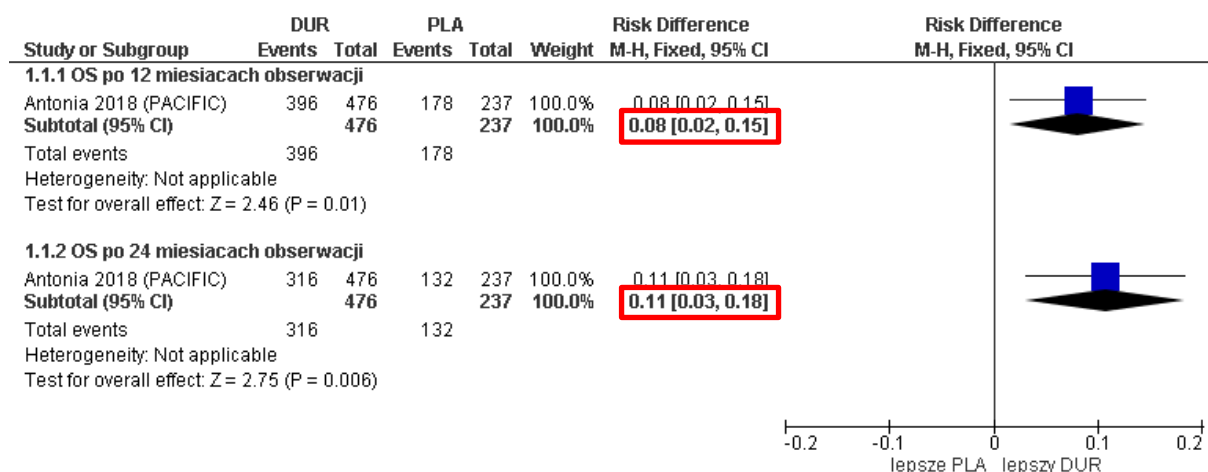 DUR PLA Risk Difference Risk Difference
Study or Subgroup Events Total Events Total Weight M-H, Fixed, 95% CI M-H, Fixed, 95% CI
1.1.1 OS po 12 miesiacach obserwacji
Antonia 2018 (PACIFIC) 396 476 178 237 100.0% 0.08 [0.02, 0.15]
Subtotal (95% CI) 476 237 100.0% 0.08 [0.02, 0.15]
Total events 396 178
Heterogeneity: Not applicable
Test for overall effect: Z = 2.46 (P = 0.01)
1.1.2 OS po 24 miesiacach obserwacji
Antonia 2018 (PACIFIC) 316 476 132 237 100.0% 0.11 [0.03, 0.18]
Subtotal (95% CI) 476 237 100.0% 0.11 [0.03, 0.18]
Total events 316 132
Heterogeneity: Not applicable
Test for overall effect: Z = 2.75 (P = 0.006)
-0.2 -0.1 0 0.1 0.2
lepsze PLA lepszy DUR